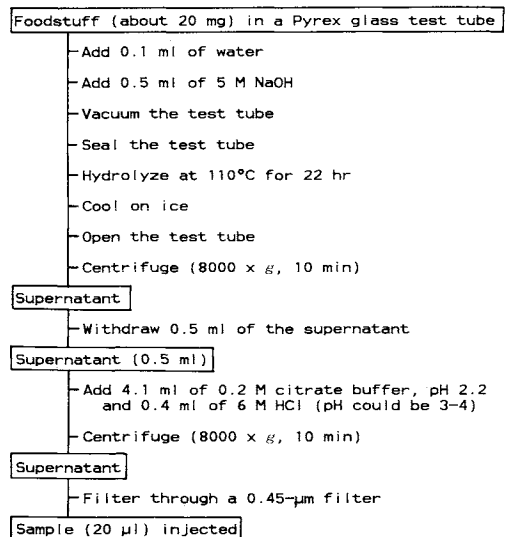 Foodstuff (about 20 mg) in a Pyrex glass test tube
Add 0.1 ml of water
Add 0.5 ml of 5 M NaOH
Vacuum the test tube
Seal the test tube
Hydrolyze at 110°C for 22 hr
Cool on ice
Open the test tube
Centrifuge (8000 x g, 10 min)
Supernatant
Withdraw 0.5 ml of the supernatant
Supernatant (0.5 ml)
Add 4.1 ml of 0.2 M citrate buffer, pH 2.2
and 0.4 ml of 6 M HCl (pH could be 3-4)
Centrifuge (8000 x g, 10 min)
Supernatant
Filter through a 0.45-μm filter
Sample (20 μl) injected